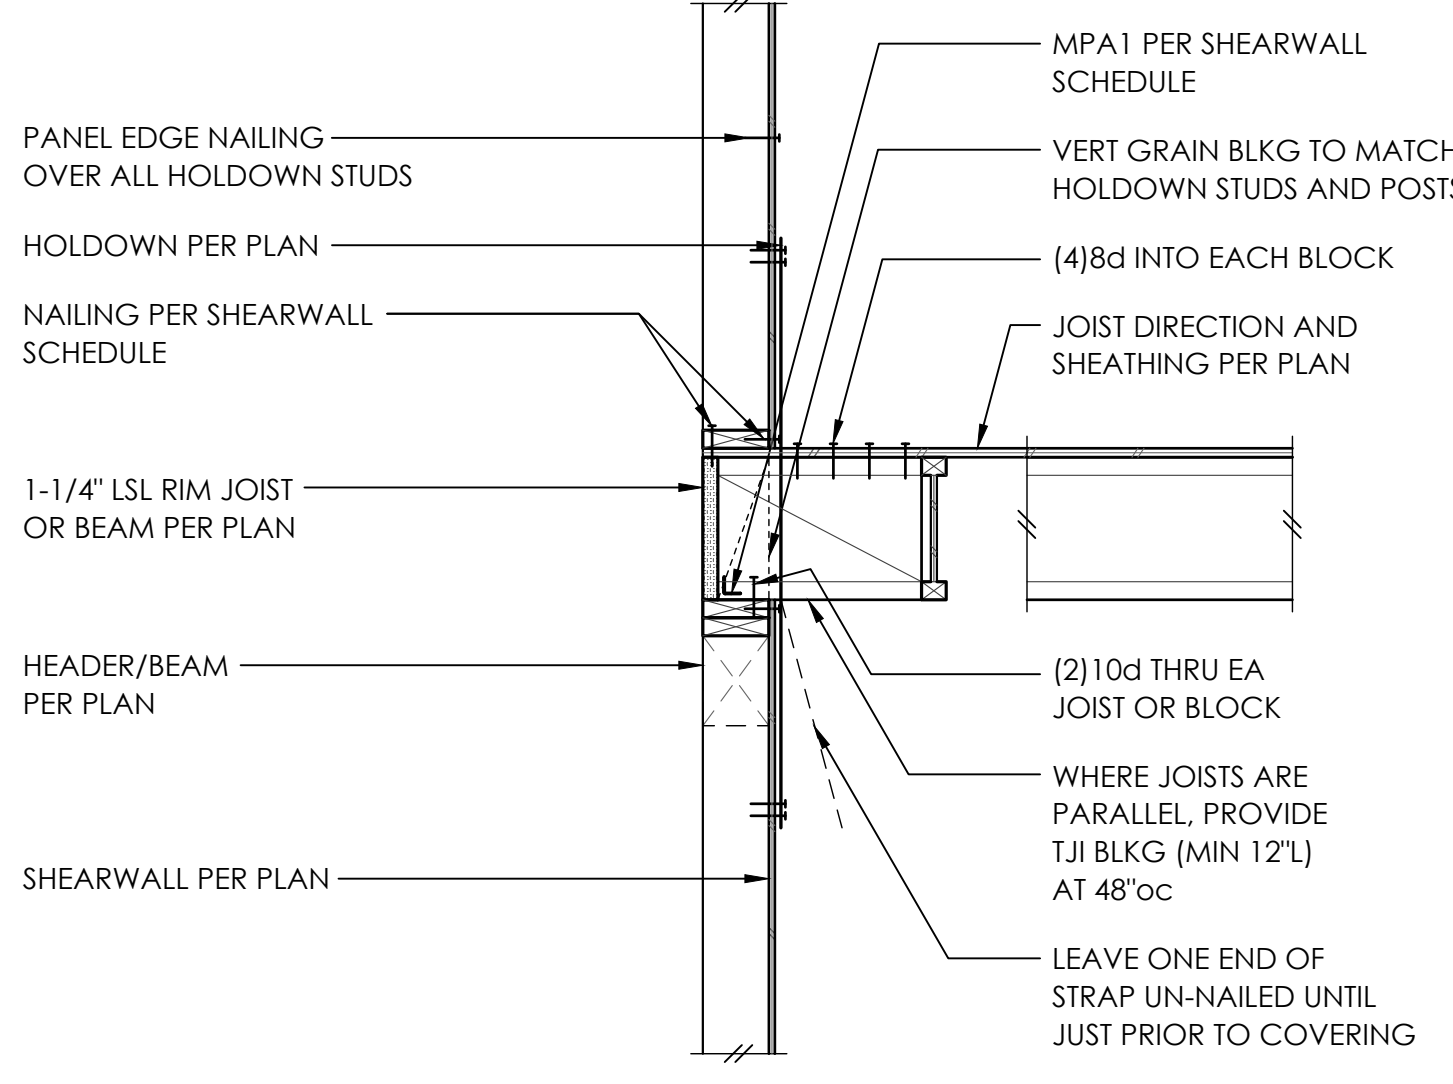 PANEL EDGE NAILING
OVER ALL HOLDOWN STUDS
HOLDOWN PER PLAN
NAILING PER SHEARWALL
SCHEDULE
1-1/4" LSL RIM JOIST
OR BEAM PER PLAN
HEADER/BEAM
PER PLAN
SHEARWALL PER PLAN
MPA1 PER SHEARWALL
SCHEDULE
VERT GRAIN BLKG TO MATCH
HOLDOWN STUDS AND POSTS
(4)8d INTO EACH BLOCK
JOIST DIRECTION AND
SHEATHING PER PLAN
(2)10d THRU EA
JOIST OR BLOCK
WHERE JOISTS ARE
PARALLEL, PROVIDE
TJI BLKG (MIN 12"L)
AT 48"oc
LEAVE ONE END OF
STRAP UN-NAILED UNTIL
JUST PRIOR TO COVERING